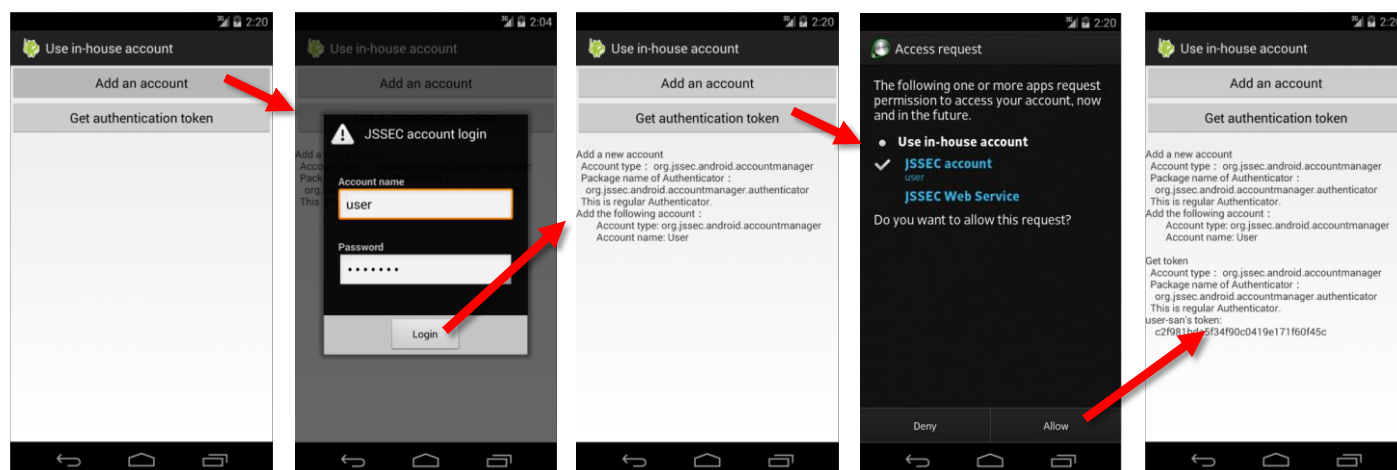 3G 2:20
Use in-house account
Add an account
Get authentication token
3G 2:04
Use in-house account
Add an account
JSSEC account login
Account name
user
Password
•••••••
Login
3G 2:20
Use in-house account
Add an account
Get authentication token
Add a new account
Account type : org.jssec.android.accountmanager
Package name of Authenticator :
org.jssec.android.accountmanager.authenticator
This is regular Authenticator.
Add the following account :
Account type: org.jssec.android.accountmanager
Account name: User
3G 2:20
Access request
The following one or more apps request
permission to access your account, now
and in the future.
• Use in-house account
JSSEC account
user
JSSEC Web Service
Do you want to allow this request?
Deny
Allow
3G 2:20
Use in-house account
Add an account
Get authentication token
Add a new account
Account type : org.jssec.android.accountmanager
Package name of Authenticator :
org.jssec.android.accountmanager.authenticator
This is regular Authenticator.
Add the following account :
Account type: org.jssec.android.accountmanager
Account name: User
Get token
Account type : org.jssec.android.accountmanager
Package name of Authenticator :
org.jssec.android.accountmanager.authenticator
This is regular Authenticator.
user-san's token: